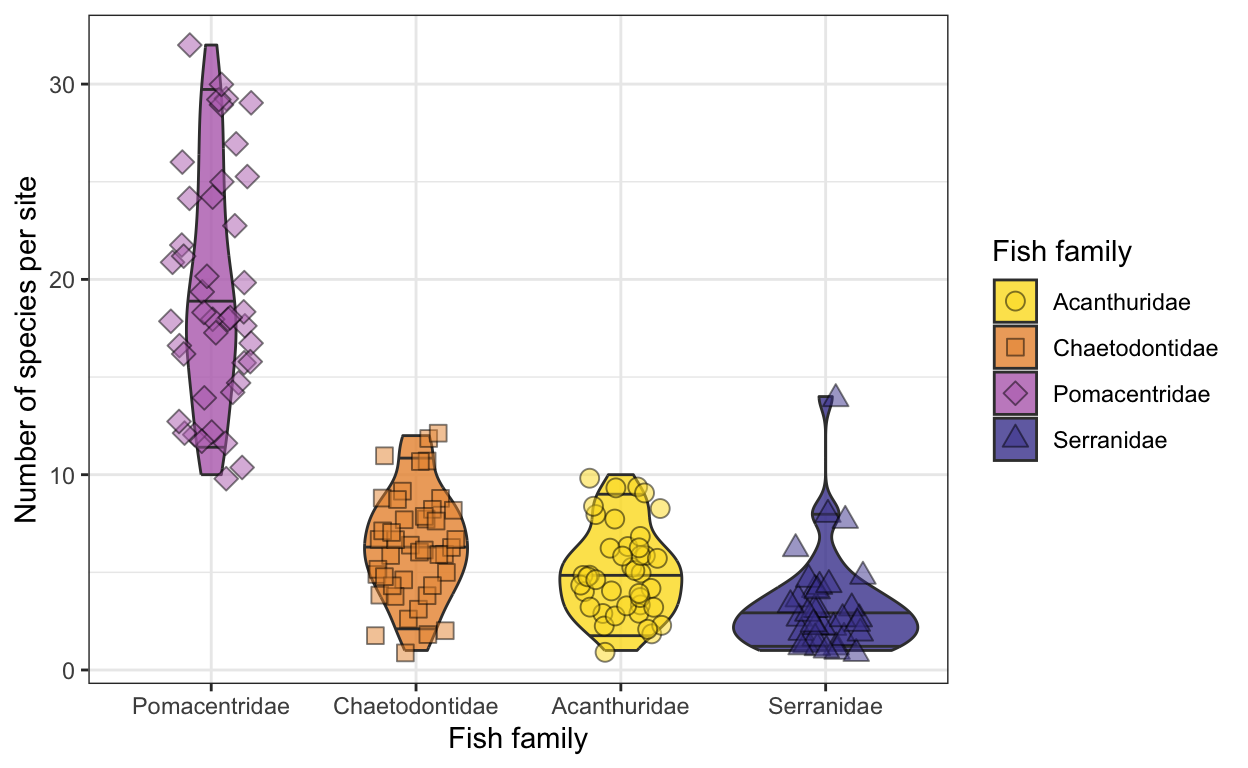 Number of species per site
30
20
10
0
Pomacentridae Chaetodontidae Acanthuridae Serranidae
Fish family
Fish family
Acanthuridae
Chaetodontidae
Pomacentridae
Serranidae